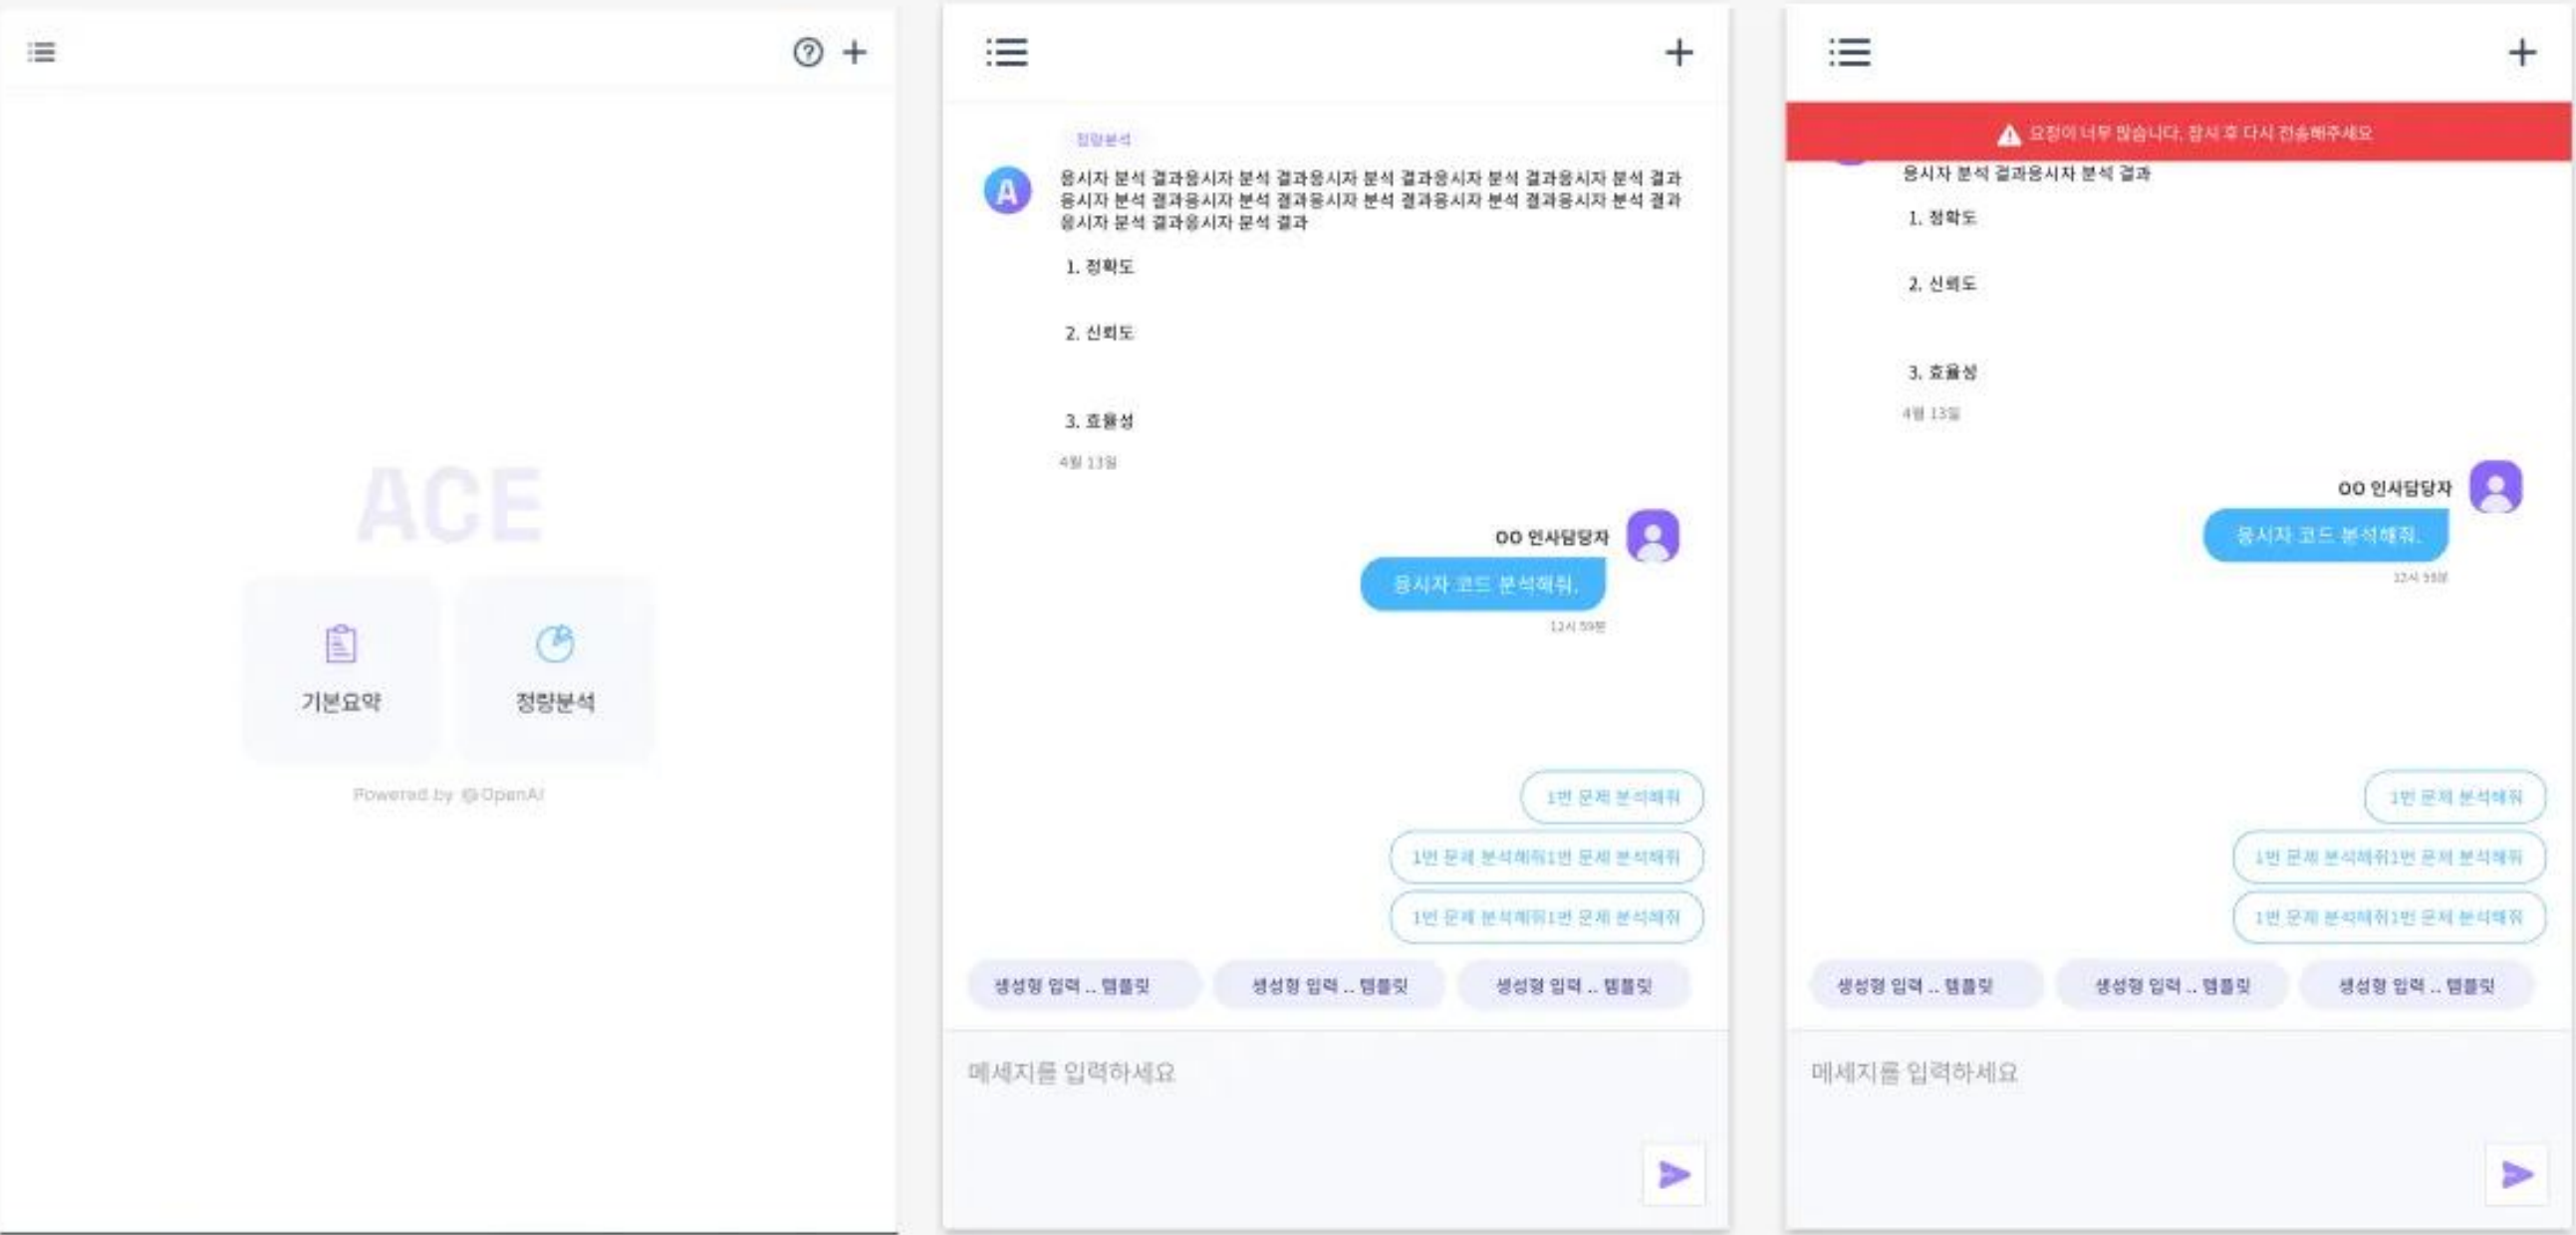 ACE
기본요약
정량분석
Powered by OpenAI
정량분석
A
응시자 분석 결과응시자 분석 결과응시자 분석 결과응시자 분석 결과응시자 분석 결과
응시자 분석 결과응시자 분석 결과응시자 분석 결과응시자 분석 결과응시자 분석 결과
응시자 분석 결과응시자 분석 결과
1. 정확도
2. 신뢰도
3. 효율성
4월 13일
OO 인사담당자
응시자 코드 분석해줘.
12시 59분
1번 문제 분석해줘
1번 문제 분석해줘1번 문제 분석해줘
1번 문제 분석해줘1번 문제 분석해줘
생성형 입력 .. 템플릿
생성형 입력 .. 템플릿
생성형 입력 .. 템플릿
메세지를 입력하세요
요청이 너무 많습니다. 잠시 후 다시 전송해주세요
응시자 분석 결과응시자 분석 결과
1. 정확도
2. 신뢰도
3. 효율성
4월 13일
OO 인사담당자
응시자 코드 분석해줘.
12시 59분
1번 문제 분석해줘
1번 문제 분석해줘1번 문제 분석해줘
1번 문제 분석해줘1번 문제 분석해줘
생성형 입력 .. 템플릿
생성형 입력 .. 템플릿
생성형 입력 .. 템플릿
메세지를 입력하세요